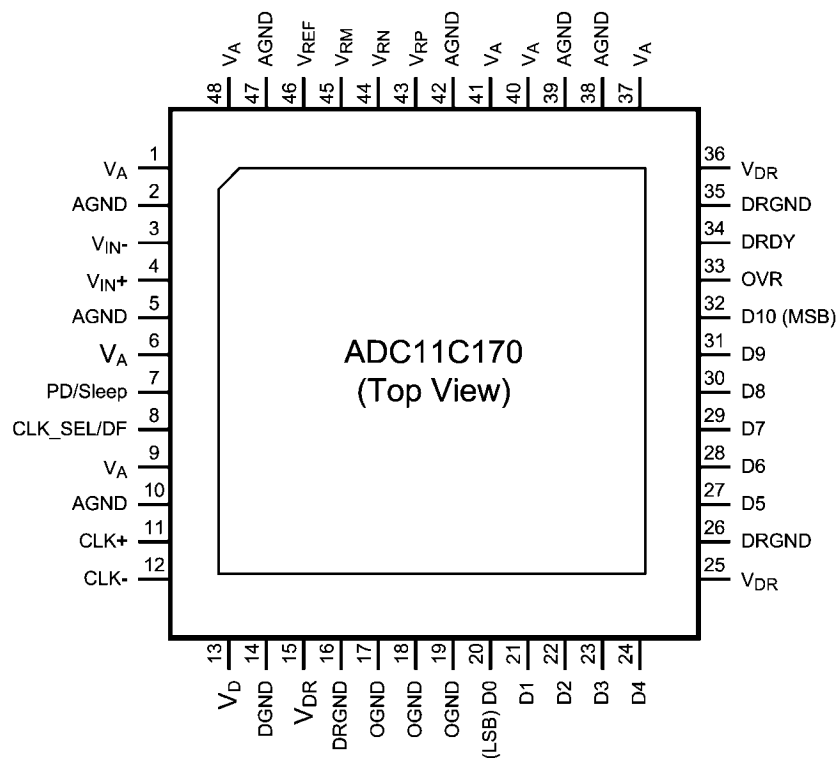 VA
AGND
VREF
VRM
VRN
VRP
AGND
VA
VA
AGND
AGND
VA
48
47
46
45
44
43
42
41
40
39
38
37
1
VA
2
AGND
3
VIN-
4
VIN+
5
AGND
6
VA
7
PD/Sleep
8
CLK_SEL/DF
9
VA
10
AGND
11
CLK+
12
CLK-
ADC11C170
(Top View)
36
VDR
35
DRGND
34
DRDY
33
OVR
32
D10 (MSB)
31
D9
30
D8
29
D7
28
D6
27
D5
26
DRGND
25
VDR
13
14
15
16
17
18
19
20
21
22
23
24
VD
DGND
VDR
DRGND
OGND
OGND
OGND
(LSB) D0
D1
D2
D3
D4